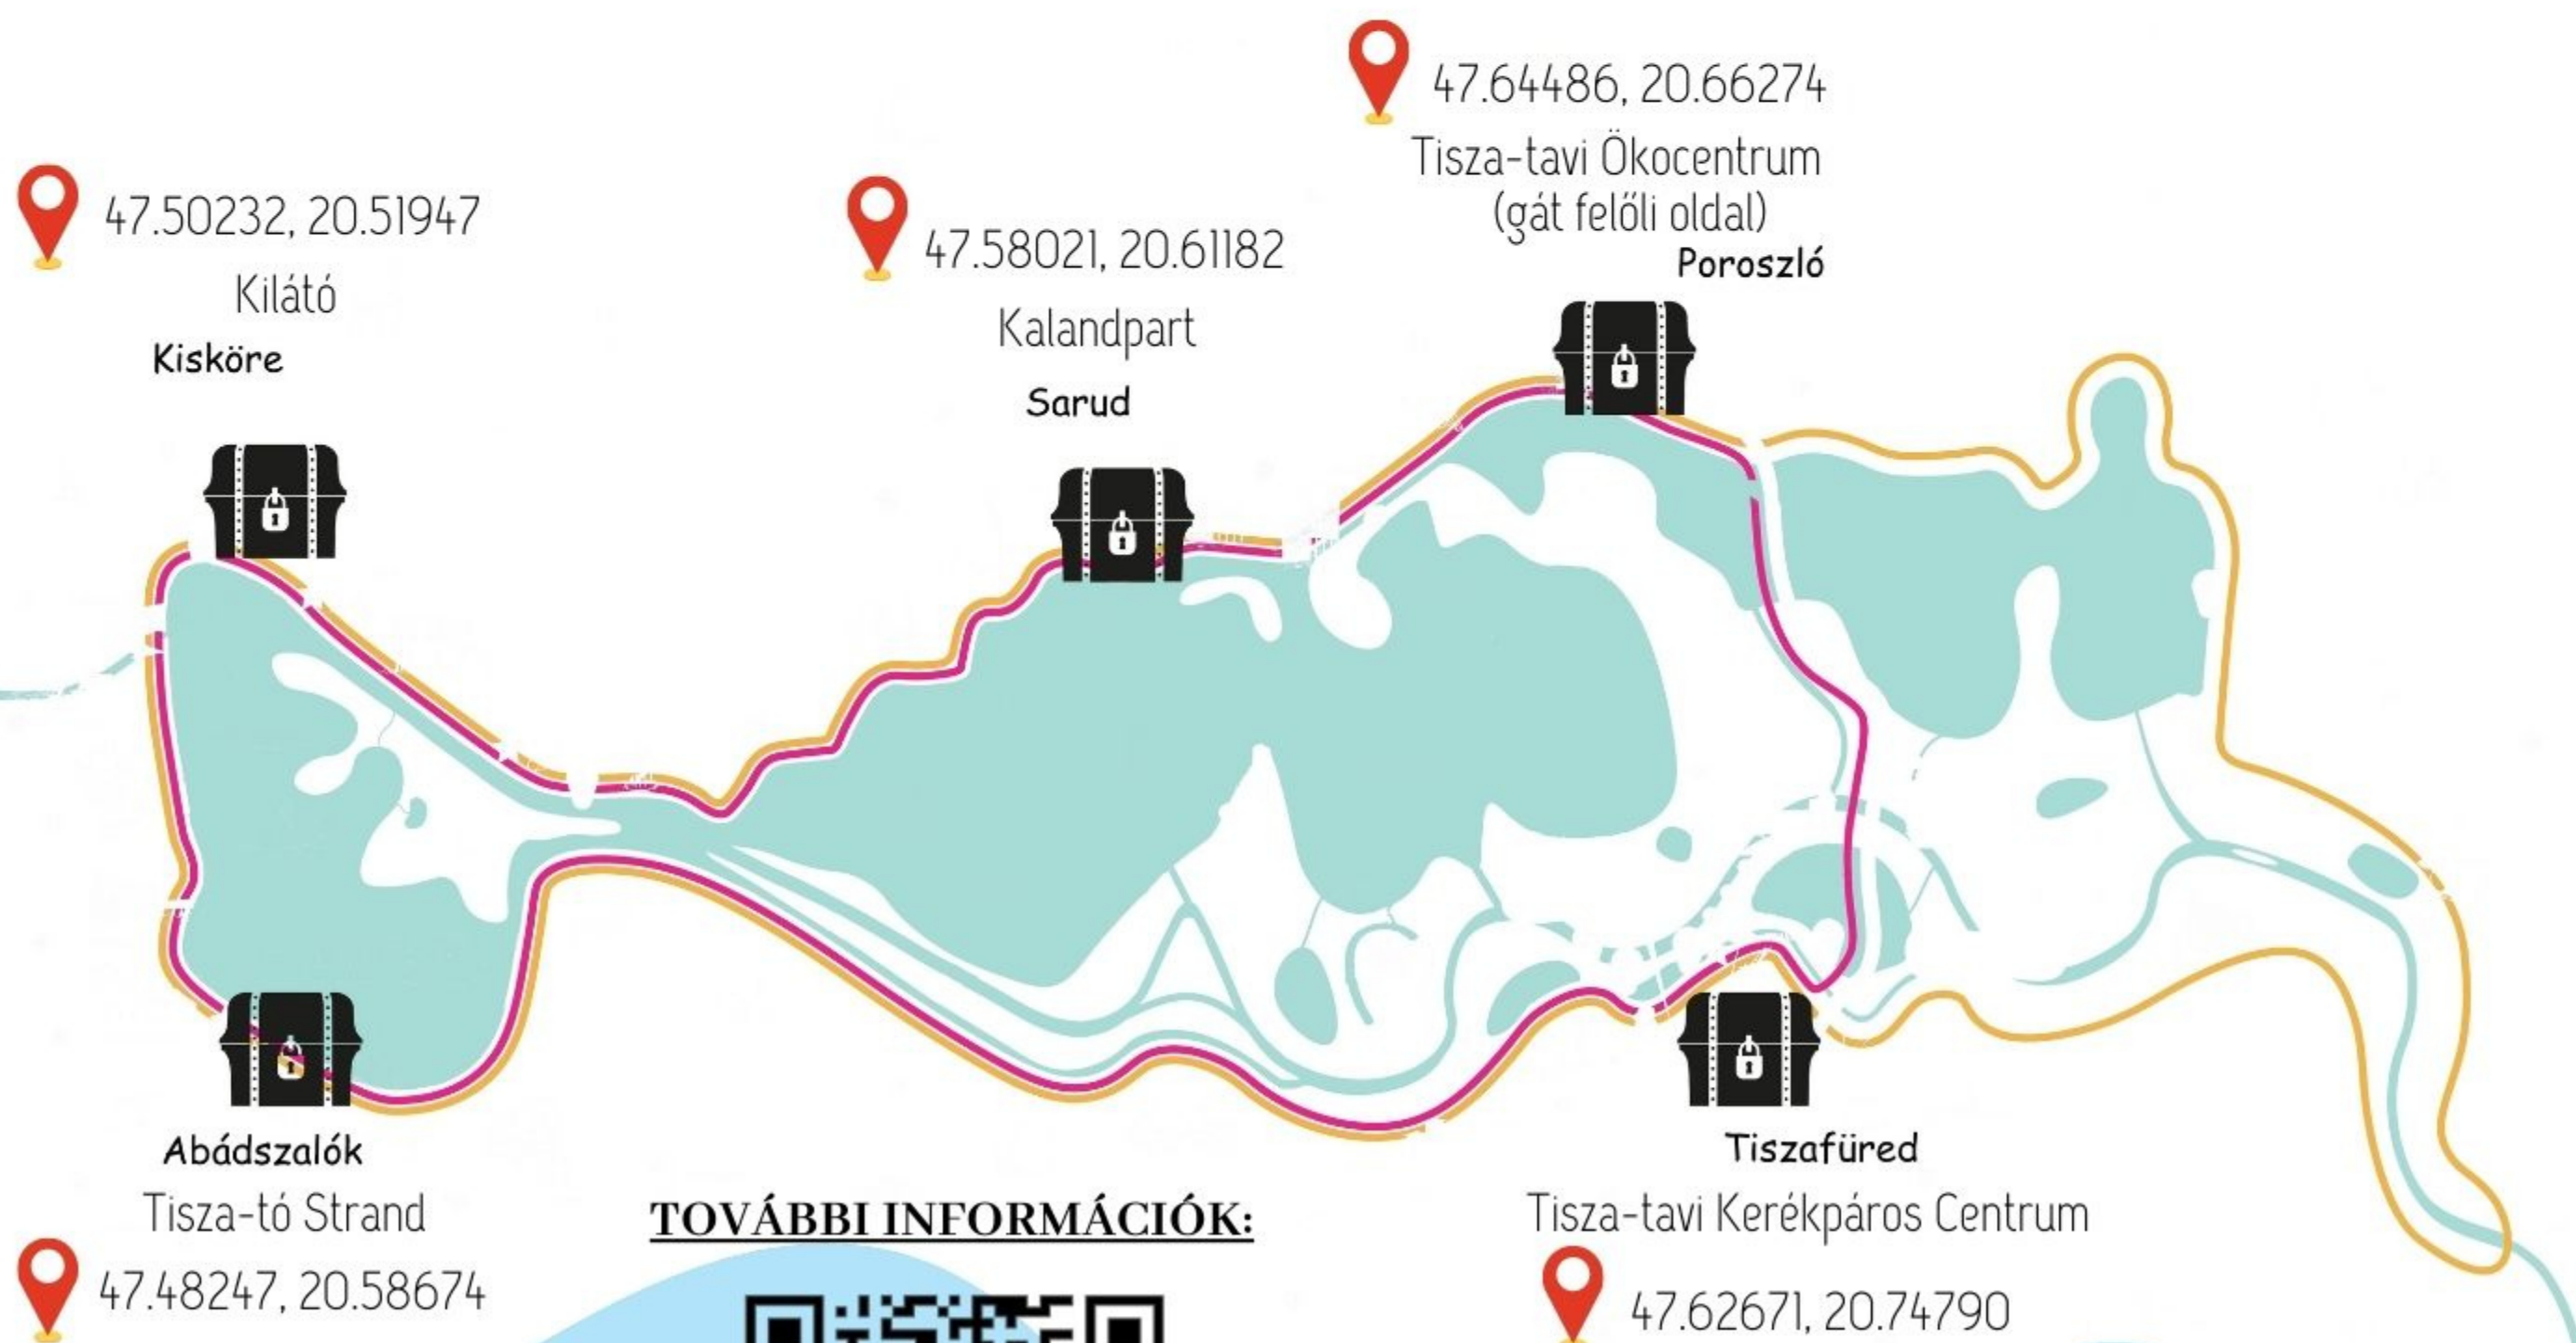 47.64486, 20.66274
Tisza-tavi Ökocentrum
(gát felőli oldal)
Poroszló
47.50232, 20.51947
Kilátó
Kisköre
47.58021, 20.61182
Kalandpart
Sarud
Abádszalók
Tisza-tó Strand
47.48247, 20.58674
TOVÁBBI INFORMÁCIÓK:
Tiszafüred
Tisza-tavi Kerékpáros Centrum
47.62671, 20.74790